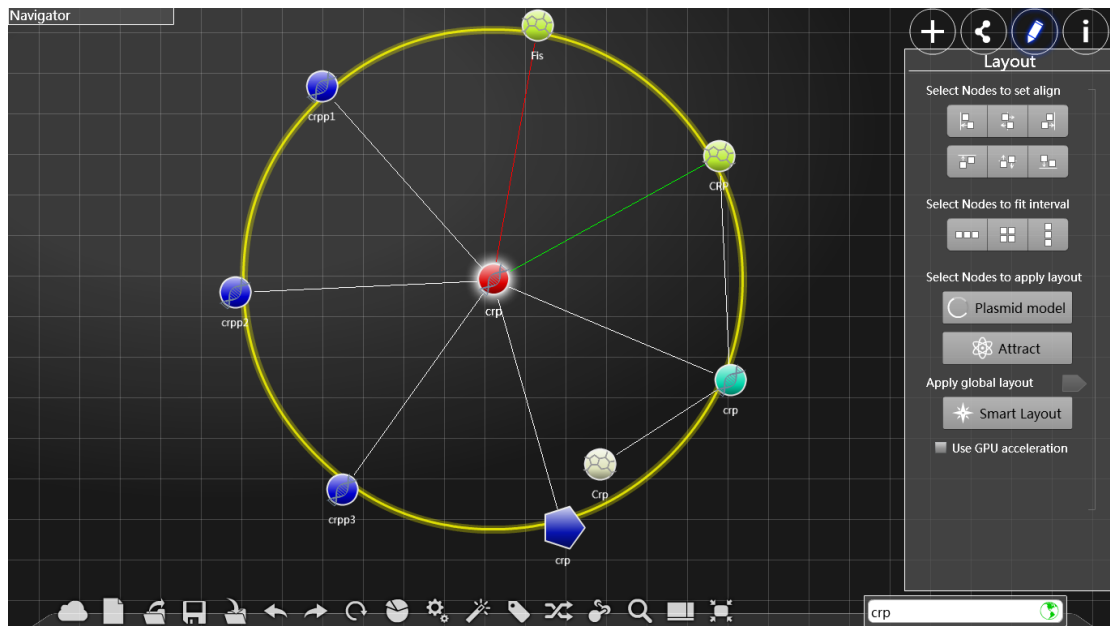 Navigator
Fis
crpp1
CRP
crp
crpp2
crp
Crp
crpp3
crp
Layout
Select Nodes to set align
Select Nodes to fit interval
Select Nodes to apply layout
Plasmid model
Attract
Apply global layout
Smart Layout
Use GPU acceleration
crp